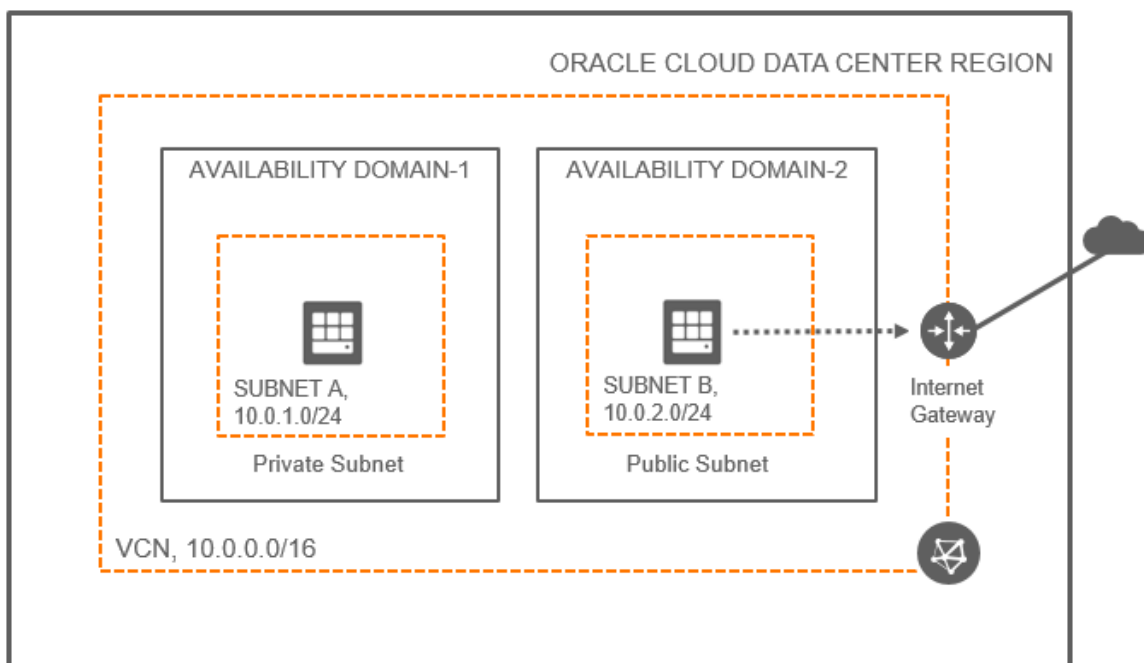 ORACLE CLOUD DATA CENTER REGION
AVAILABILITY DOMAIN-1
AVAILABILITY DOMAIN-2
SUBNET A,
10.0.1.0/24
Private Subnet
SUBNET B,
10.0.2.0/24
Public Subnet
Internet
Gateway
VCN, 10.0.0.0/16